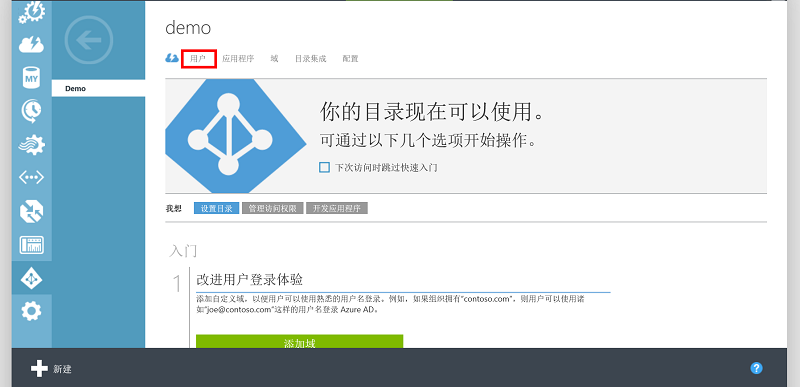 demo
用户 应用程序 域 目录集成 配置
MY
Demo
你的目录现在可以使用。
可通过以下几个选项开始操作。
下次访问时跳过快速入门
我想 设置目录 管理访问权限 开发应用程序
入门
1 改进用户登录体验
添加自定义域，以便用户可以使用熟悉的用户名登录。例如，如果组织拥有“contoso.com”，则用户可以使用诸
如“joe@contoso.com”这样的用户名登录 Azure AD。
添加域
新建
?